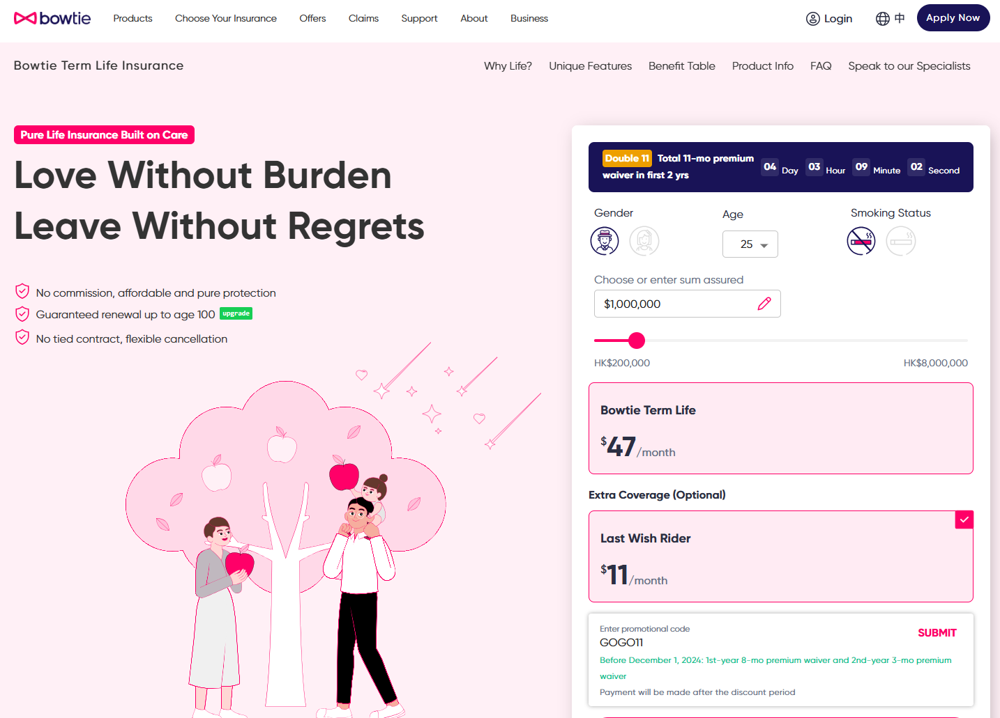 bowtie
Products
Choose Your Insurance
Offers
Claims
Support
About
Business
Login
中
Apply Now
Bowtie Term Life Insurance
Why Life?
Unique Features
Benefit Table
Product Info
FAQ
Speak to our Specialists
Pure Life Insurance Built on Care
Love Without Burden
Leave Without Regrets
No commission, affordable and pure protection
Guaranteed renewal up to age 100 upgrade
No tied contract, flexible cancellation
Double 11 Total 11-mo premium
waiver in first 2 yrs
04 Day 03 Hour 09 Minute 02 Second
Gender
Age
Smoking Status
25
Choose or enter sum assured
$1,000,000
HK$200,000
HK$8,000,000
Bowtie Term Life
$47/month
Extra Coverage (Optional)
Last Wish Rider
$11/month
Enter promotional code
GOGO11
SUBMIT
Before December 1, 2024: 1st-year 8-mo premium waiver and 2nd-year 3-mo premium
waiver
Payment will be made after the discount period